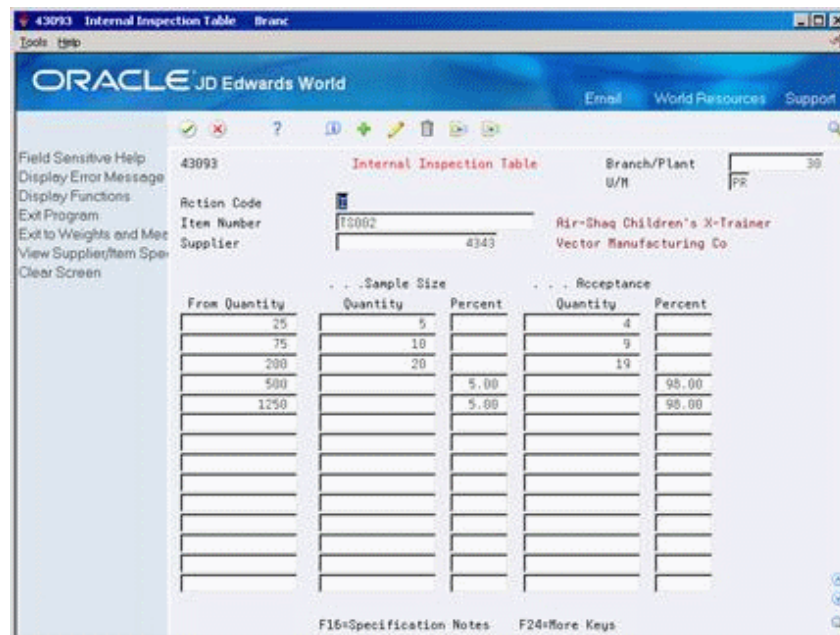 43093 Internal Inspection Table Branc
Tools Help
ORACLE JD Edwards World
Email World Resources Support
Field Sensitive Help
Display Error Message
Display Functions
Exit Program
Exit to Weights and Mee
View Supplier/Item Spe
Clear Screen
43093 Internal Inspection Table Branch/Plant 30
U/M PR
Action Code I
Item Number TS002 Air-Shaq Children's X-Trainer
Supplier 4343 Vector Manufacturing Co
. . .Sample Size . . . Acceptance
From Quantity Quantity Percent Quantity Percent
25 5 4
75 10 9
200 20 19
500 5.00 98.00
1250 5.00 98.00
F16=Specification Notes F24=More Keys